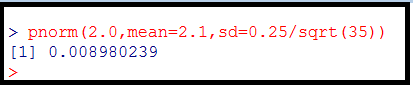 > pnorm(2.0,mean=2.1,sd=0.25/sqrt(35))
[1] 0.008980239
>